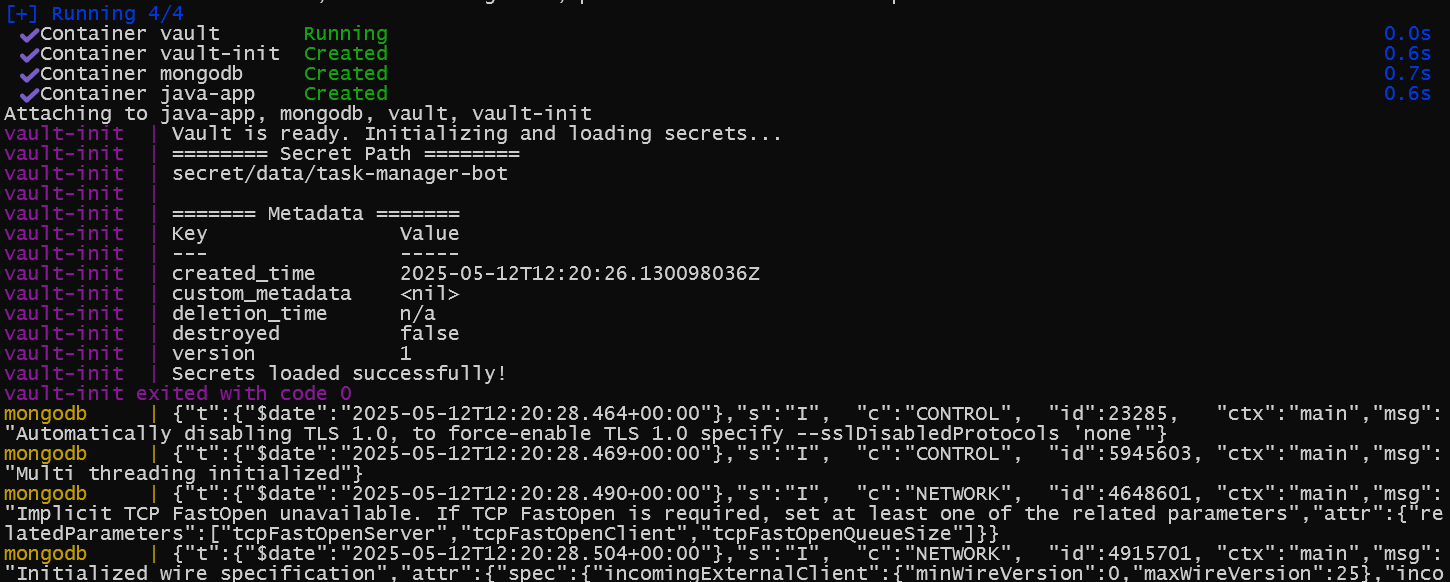 [+] Running 4/4
✔Container vault Running 0.0s
✔Container vault-init Created 0.6s
✔Container mongodb Created 0.7s
✔Container java-app Created 0.6s
Attaching to java-app, mongodb, vault, vault-init
vault-init | Vault is ready. Initializing and loading secrets...
vault-init | ======== Secret Path ========
vault-init | secret/data/task-manager-bot
vault-init |
vault-init | ======= Metadata =======
vault-init | Key Value
vault-init | --- -----
vault-init | created_time 2025-05-12T12:20:26.130098036Z
vault-init | custom_metadata <nil>
vault-init | deletion_time n/a
vault-init | destroyed false
vault-init | version 1
vault-init | Secrets loaded successfully!
vault-init exited with code 0
mongodb | {"t":{"$date":"2025-05-12T12:20:28.464+00:00"},"s":"I", "c":"CONTROL", "id":23285, "ctx":"main","msg":
"Automatically disabling TLS 1.0, to force-enable TLS 1.0 specify --sslDisabledProtocols 'none'"}
mongodb | {"t":{"$date":"2025-05-12T12:20:28.469+00:00"},"s":"I", "c":"CONTROL", "id":5945603, "ctx":"main","msg":
"Multi threading initialized"}
mongodb | {"t":{"$date":"2025-05-12T12:20:28.490+00:00"},"s":"I", "c":"NETWORK", "id":4648601, "ctx":"main","msg":
"Implicit TCP FastOpen unavailable. If TCP FastOpen is required, set at least one of the related parameters","attr":{"re
latedParameters":["tcpFastOpenServer","tcpFastOpenClient","tcpFastOpenQueueSize"]}}
mongodb | {"t":{"$date":"2025-05-12T12:20:28.504+00:00"},"s":"I", "c":"NETWORK", "id":4915701, "ctx":"main","msg":
"Initialized wire specification","attr":{"spec":{"incomingExternalClient":{"minWireVersion":0,"maxWireVersion":25},"inco